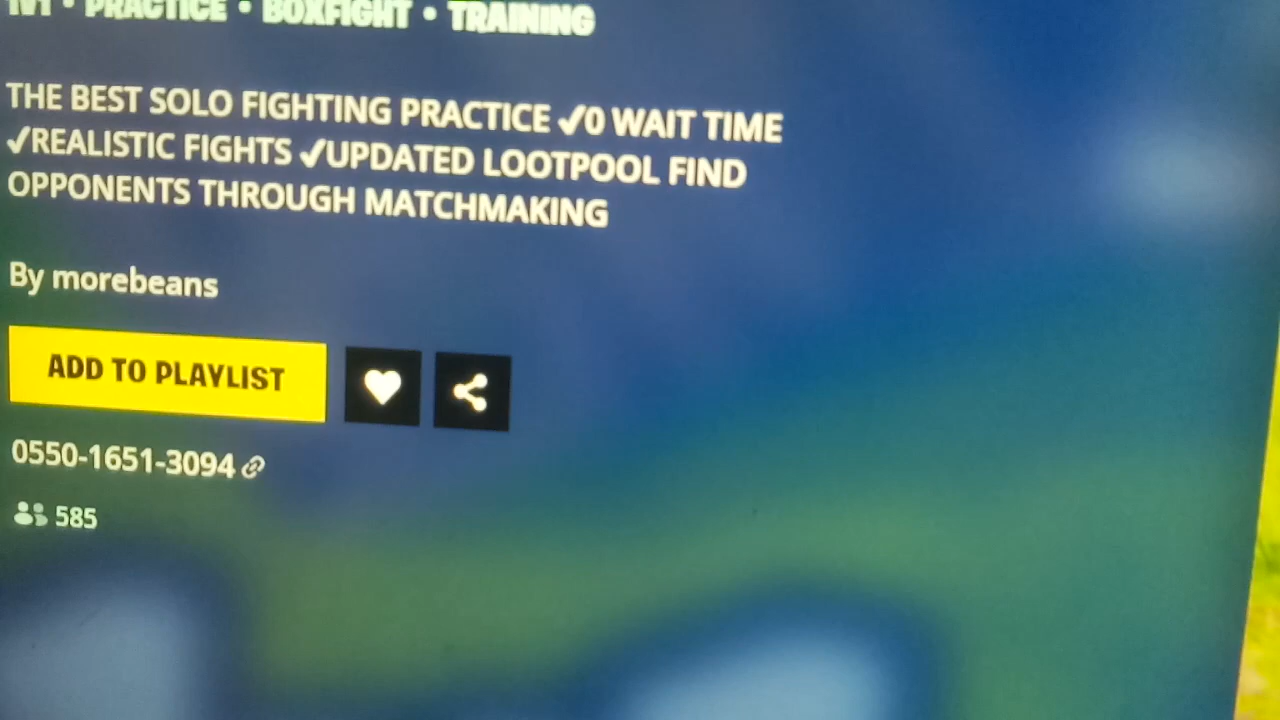 1V1 • PRACTICE • BOXFIGHT • TRAINING
THE BEST SOLO FIGHTING PRACTICE ✓0 WAIT TIME
✓REALISTIC FIGHTS ✓UPDATED LOOTPOOL FIND
OPPONENTS THROUGH MATCHMAKING
By morebeans
ADD TO PLAYLIST
0550-1651-3094
585